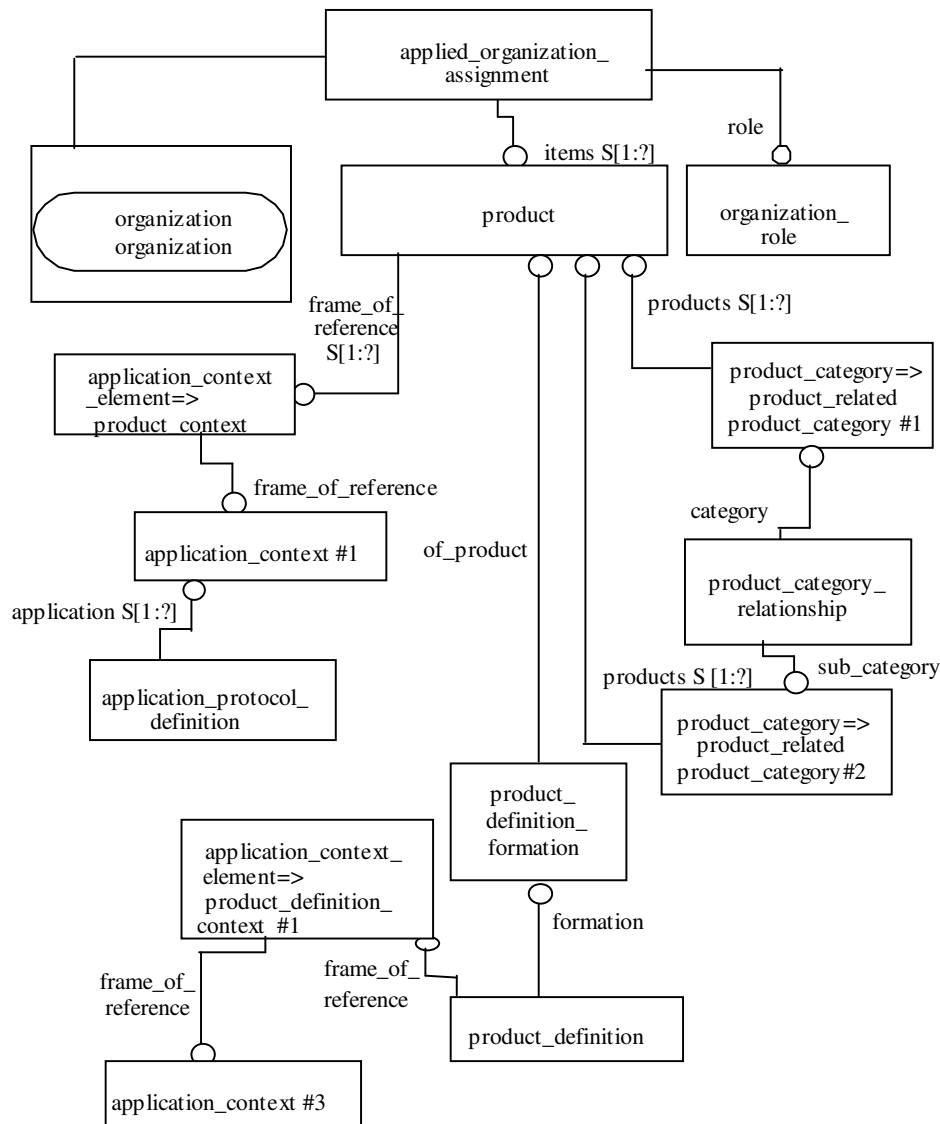 applied_organization_
assignment
role
items S[1:?]
organization
organization
product
organization_
role
frame_of_
reference
S[1:?]
products S[1:?]
application_context
_element=>
product_context
product_category=>
product_related
product_category #1
frame_of_reference
category
application_context #1
of_product
application S[1:?]
product_category_
relationship
application_protocol_
definition
products S [1:?]
sub_category
product_category=>
product_related
product_category#2
product_
definition_
formation
application_context_
element=>
product_definition_
context #1
formation
frame_of_
reference
frame_of_
reference
product_definition
application_context #3